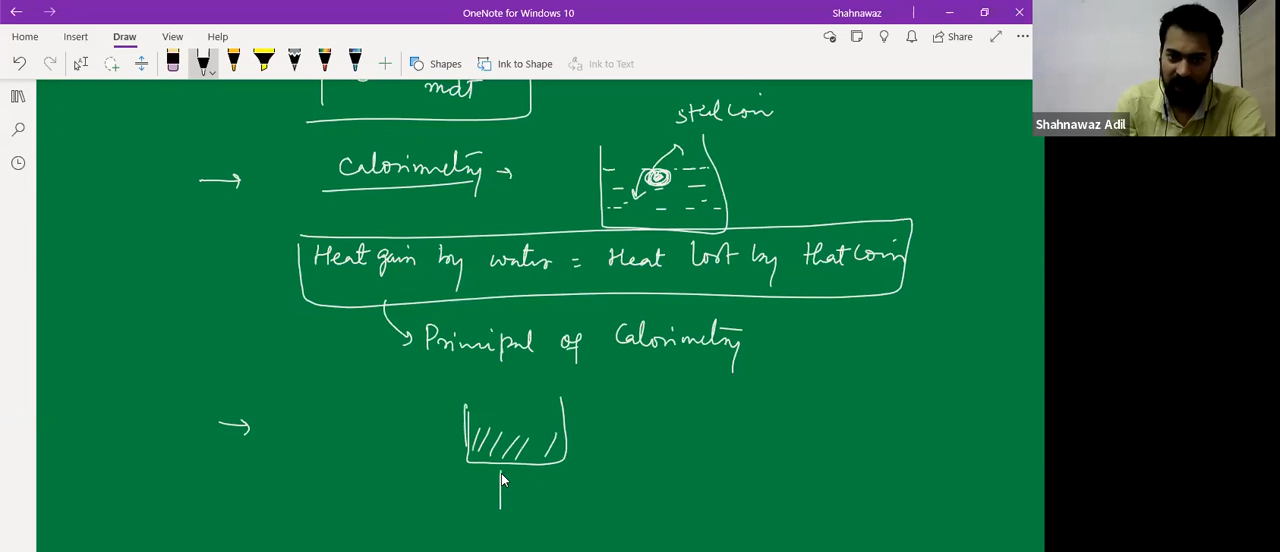 OneNote for Windows 10
Shahnawaz
Home Insert Draw View Help
Share
Shapes
Ink to Shape
Ink to Text
Shahnawaz Adil
mdT
steel coin
Calorimetry →
Heat gain by water = Heat lost by that coin
Principal of Calorimetry